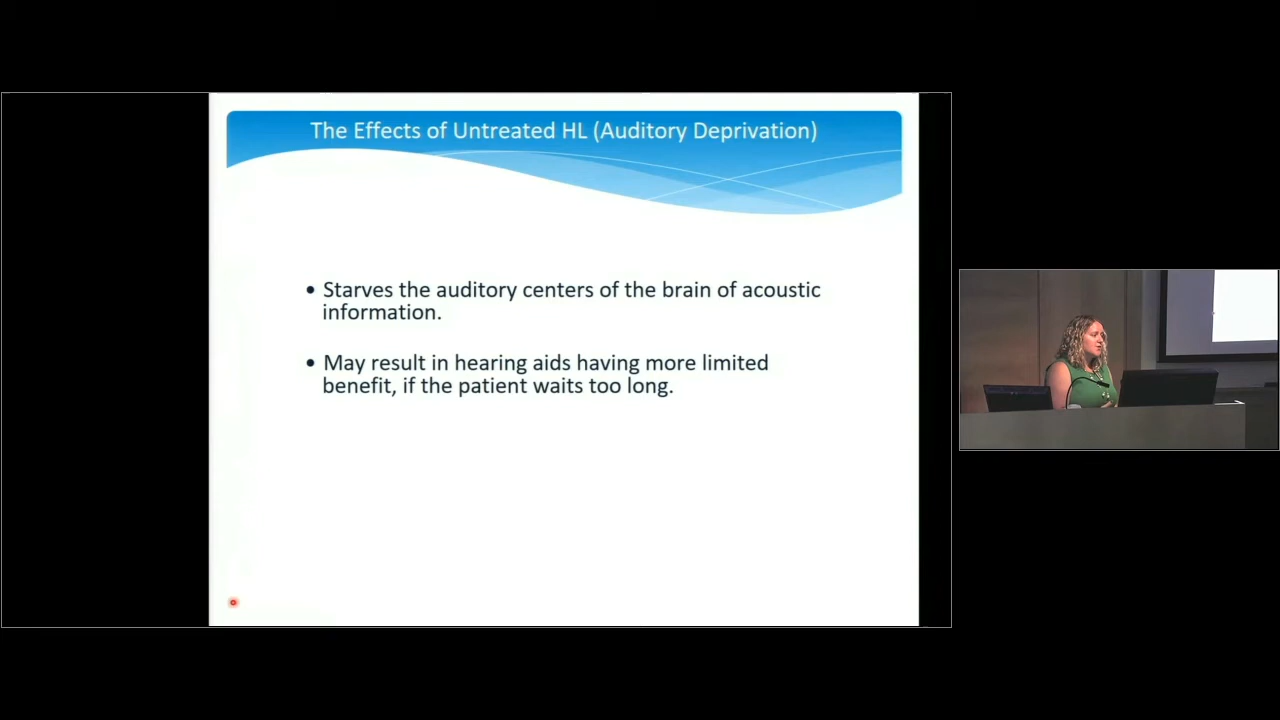 The Effects of Untreated HL (Auditory Deprivation)
• Starves the auditory centers of the brain of acoustic
information.
• May result in hearing aids having more limited
benefit, if the patient waits too long.